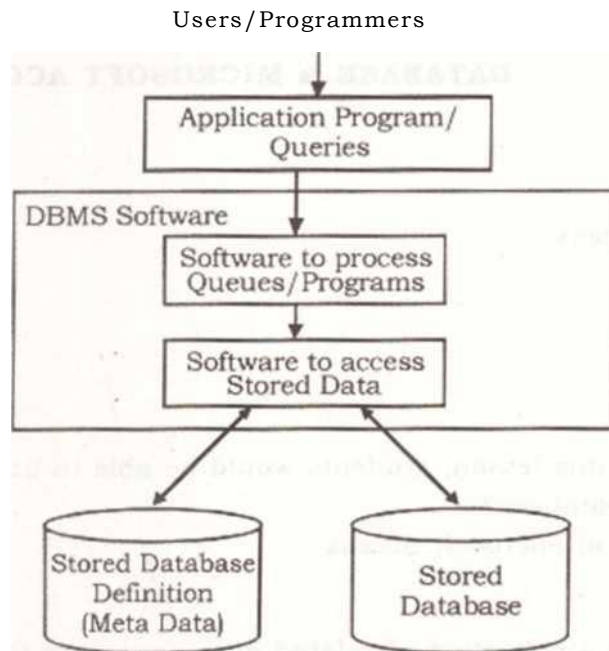 Users/Programmers
Application Program/
Queries
DBMS Software
Software to process
Queues/Programs
Software to access
Stored Data
Stored Database
Definition
(Meta Data)
Stored
Database